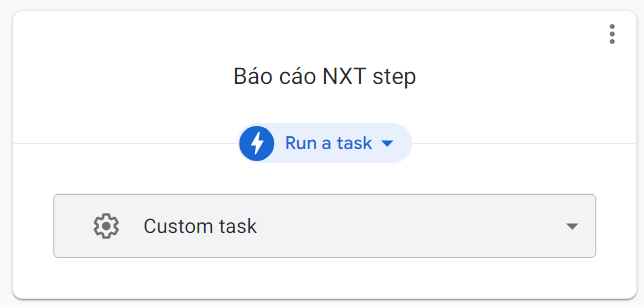 Báo cáo NXT step
Run a task
Custom task